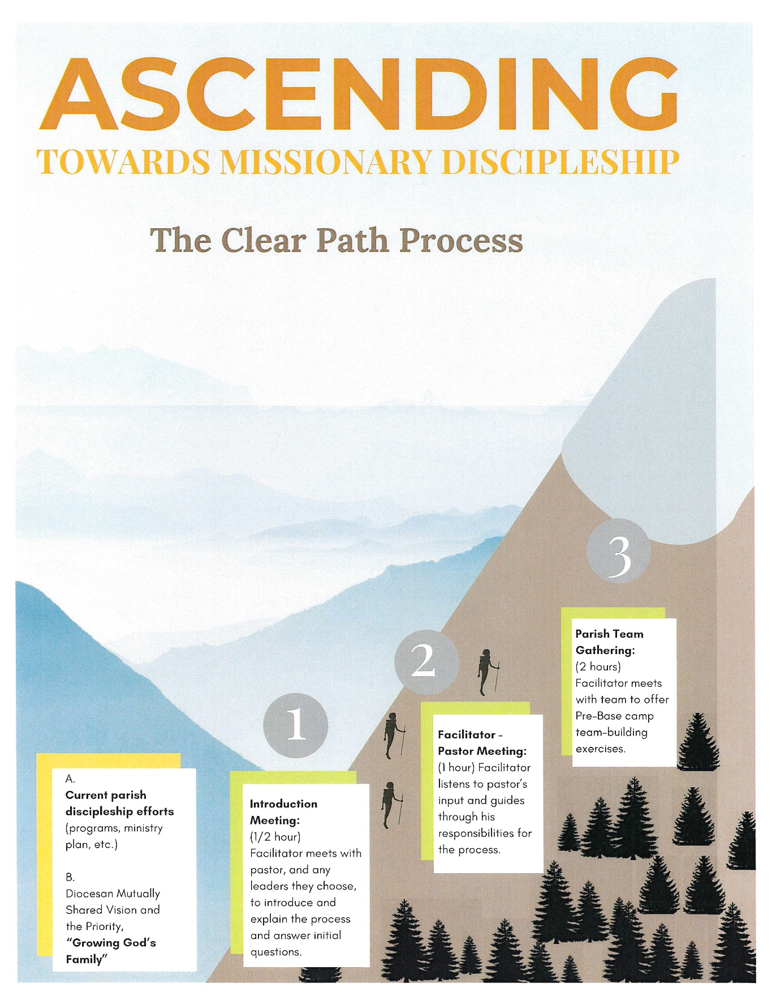 ASCENDING
TOWARDS MISSIONARY DISCIPLESHIP
The Clear Path Process
A.
Current parish
discipleship efforts
(programs, ministry
plan, etc.)
B.
Diocesan Mutually
Shared Vision and
the Priority,
“Growing God’s
Family”
1
Introduction
Meeting:
(1/2 hour)
Facilitator meets with
pastor, and any
leaders they choose,
to introduce and
explain the process
and answer initial
questions.
2
Facilitator -
Pastor Meeting:
(1 hour) Facilitator
listens to pastor’s
input and guides
through his
responsibilities for
the process.
3
Parish Team
Gathering:
(2 hours)
Facilitator meets
with team to offer
Pre-Base camp
team-building
exercises.